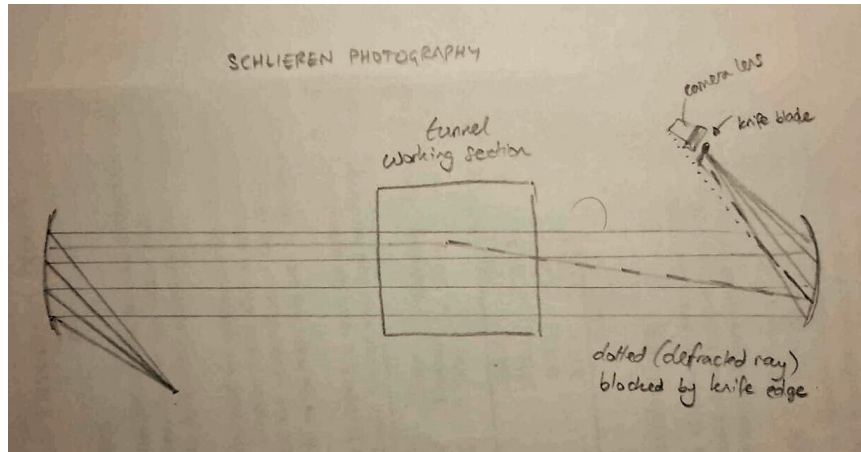 SCHLIEREN PHOTOGRAPHY
camera lens
knife blade
tunnel
working section
dotted (defracted ray)
blocked by knife edge